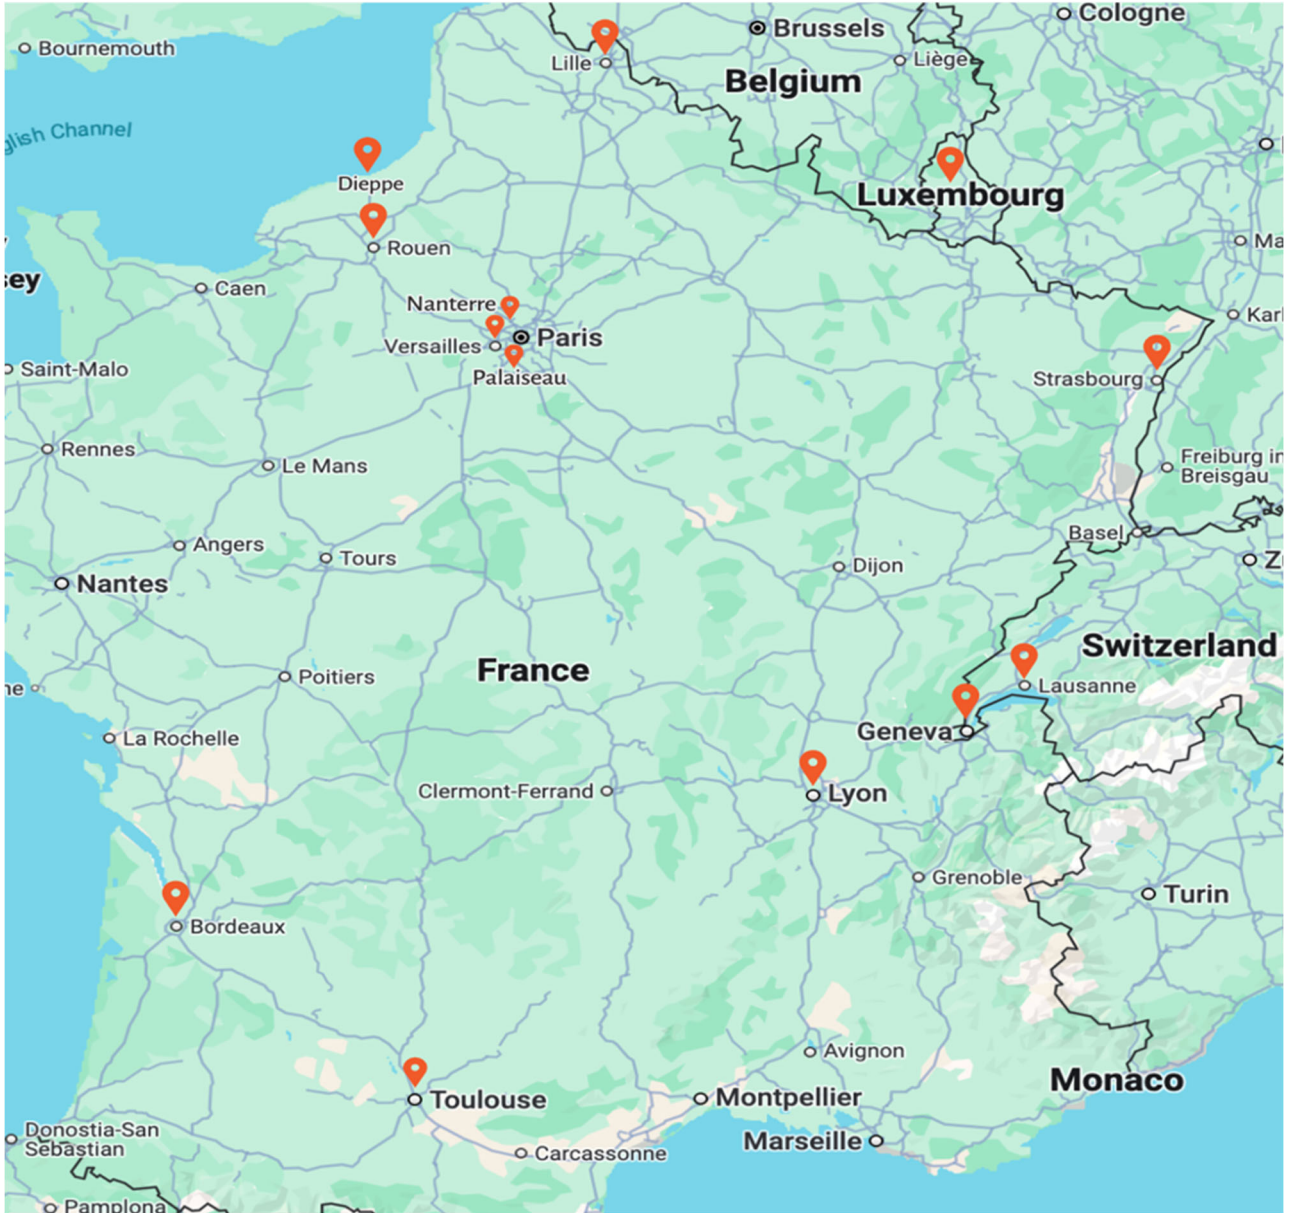 Cologne
Brussels
Bournemouth
Lille
Liège
Belgium
glish Channel
Dieppe
Luxembourg
Rouen
Ma
sey
Caen
Nanterre
Karl
Paris
Versailles
Saint-Malo
Palaiseau
Strasbourg
Rennes
Le Mans
Freiburg in
Breisgau
Basel
Angers
Tours
Dijon
Z
Nantes
Switzerland
France
Poitiers
Lausanne
ne
Geneva
La Rochelle
Clermont-Ferrand
Lyon
Grenoble
Turin
Bordeaux
Avignon
Monaco
Toulouse
Montpellier
Donostia-San
Sebastian
Marseille
Carcassonne
Pamplona